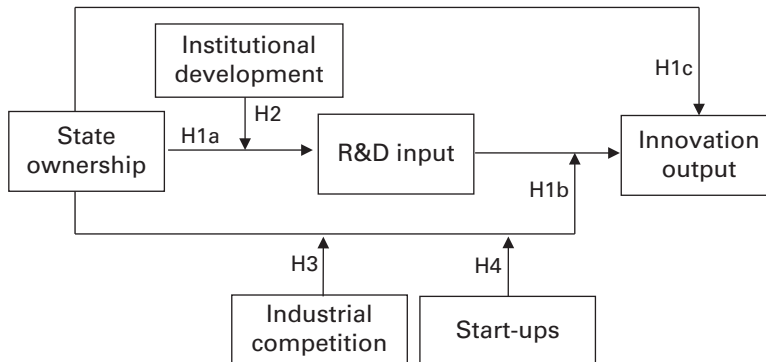 Institutional
development
H1c
H2
State
ownership
H1a
R&D input
Innovation
output
H1b
H3
H4
Industrial
competition
Start-ups